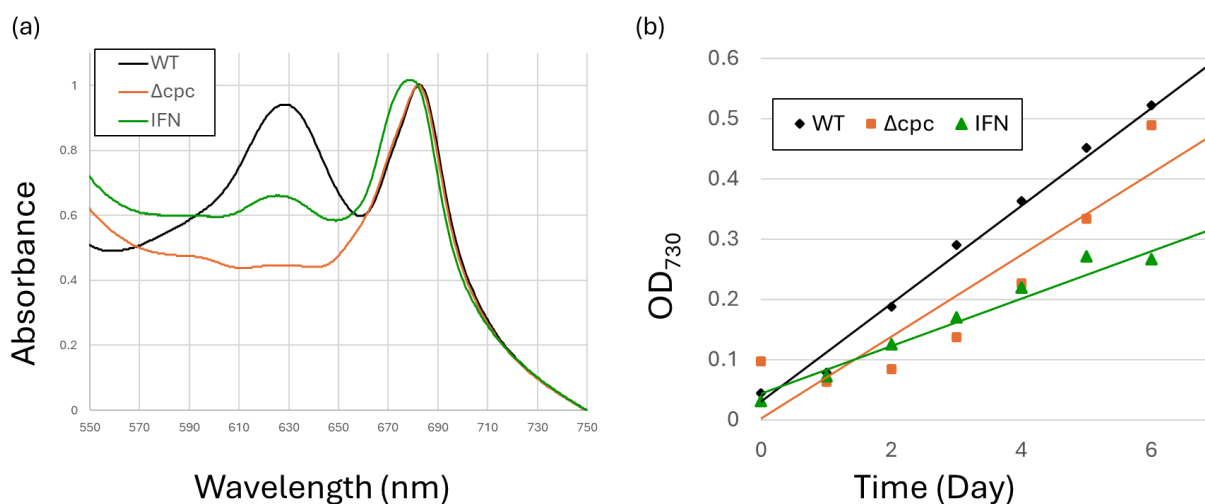 (a)
WT
Δcpc
IFN
Absorbance
1
0.8
0.6
0.4
0.2
0
550 570 590 610 630 650 670 690 710 730 750
Wavelength (nm)
(b)
WT Δcpc IFN
OD730
0.6
0.5
0.4
0.3
0.2
0.1
0
0 2 4 6
Time (Day)